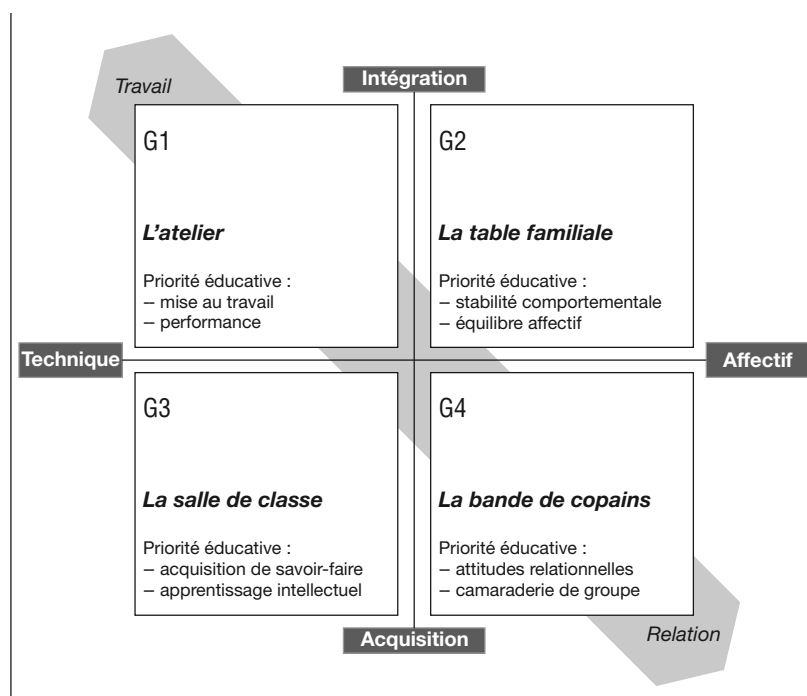 Travail
Intégration
G1
L’atelier
Priorité éducative :
– mise au travail
– performance
G2
La table familiale
Priorité éducative :
– stabilité comportementale
– équilibre affectif
Technique
Affectif
G3
La salle de classe
Priorité éducative :
– acquisition de savoir-faire
– apprentissage intellectuel
G4
La bande de copains
Priorité éducative :
– attitudes relationnelles
– camaraderie de groupe
Acquisition
Relation